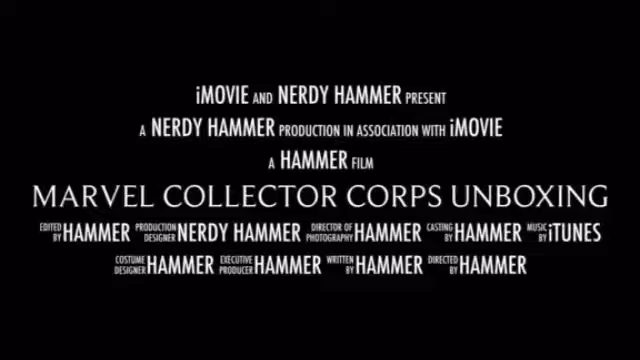 iMOVIE AND NERDY HAMMER PRESENT
A NERDY HAMMER PRODUCTION IN ASSOCIATION WITH iMOVIE
A HAMMER FILM
MARVEL COLLECTOR CORPS UNBOXING
EDITED BY HAMMER PRODUCTION DESIGNER NERDY HAMMER DIRECTOR OF PHOTOGRAPHY HAMMER CASTING BY HAMMER MUSIC BY iTUNES
COSTUME DESIGNER HAMMER EXECUTIVE PRODUCER HAMMER WRITTEN BY HAMMER DIRECTED BY HAMMER